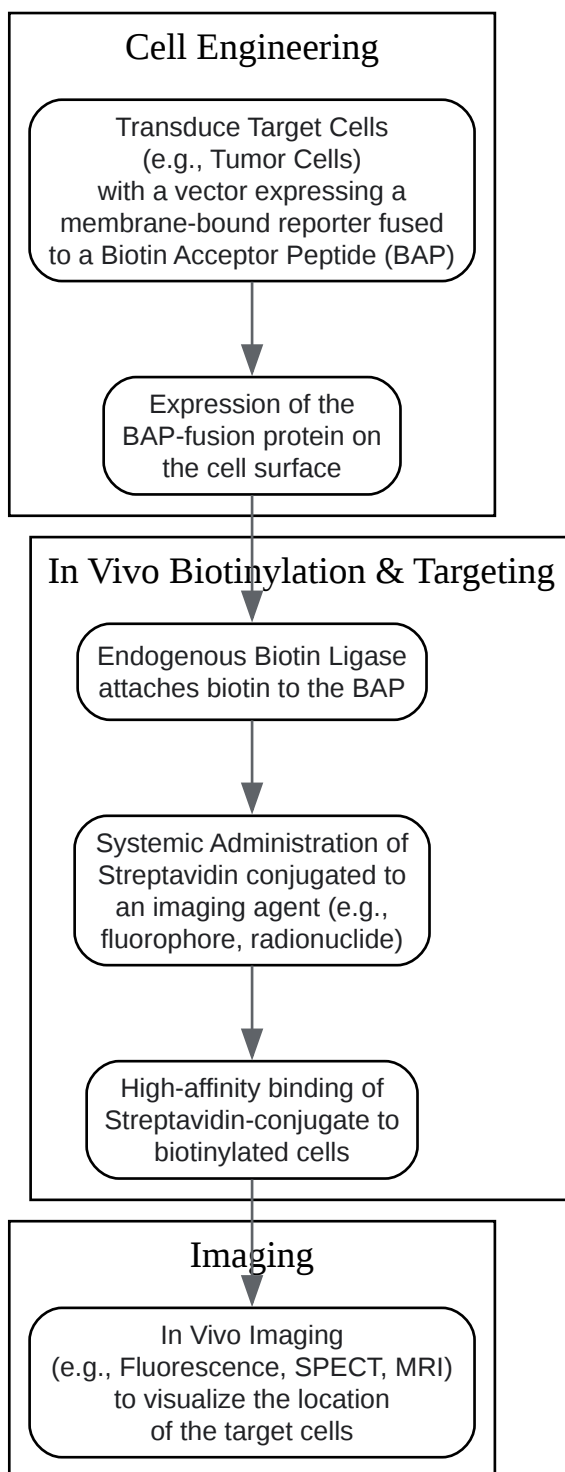 Cell Engineering
Transduce Target Cells
(e.g., Tumor Cells)
with a vector expressing a
membrane-bound reporter fused
to a Biotin Acceptor Peptide (BAP)
Expression of the
BAP-fusion protein on
the cell surface
In Vivo Biotinylation & Targeting
Endogenous Biotin Ligase
attaches biotin to the BAP
Systemic Administration of
Streptavidin conjugated to
an imaging agent (e.g.,
fluorophore, radionuclide)
High-affinity binding of
Streptavidin-conjugate to
biotinylated cells
Imaging
In Vivo Imaging
(e.g., Fluorescence, SPECT, MRI)
to visualize the location
of the target cells